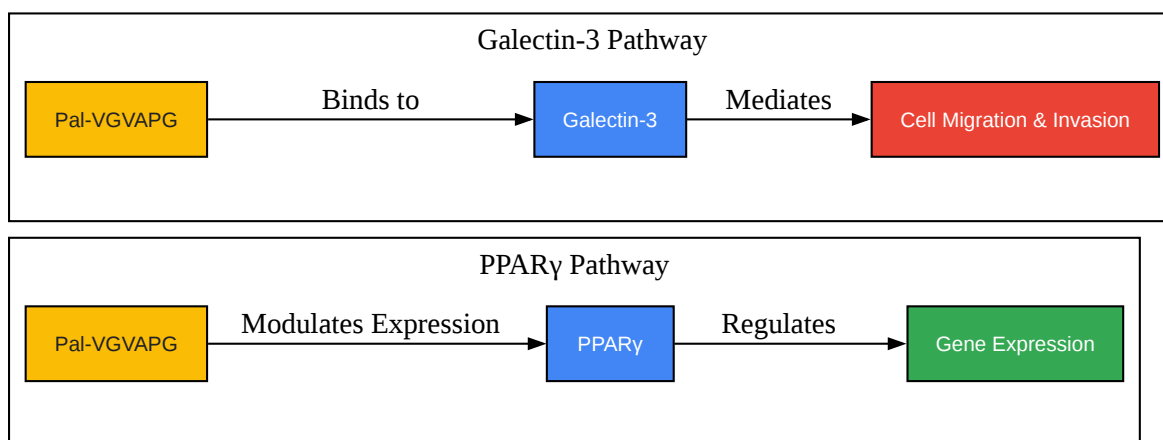 Galectin-3 Pathway
Pal-VGVAPG
Binds to
Galectin-3
Mediates
Cell Migration & Invasion
PPARγ Pathway
Pal-VGVAPG
Modulates Expression
PPARγ
Regulates
Gene Expression